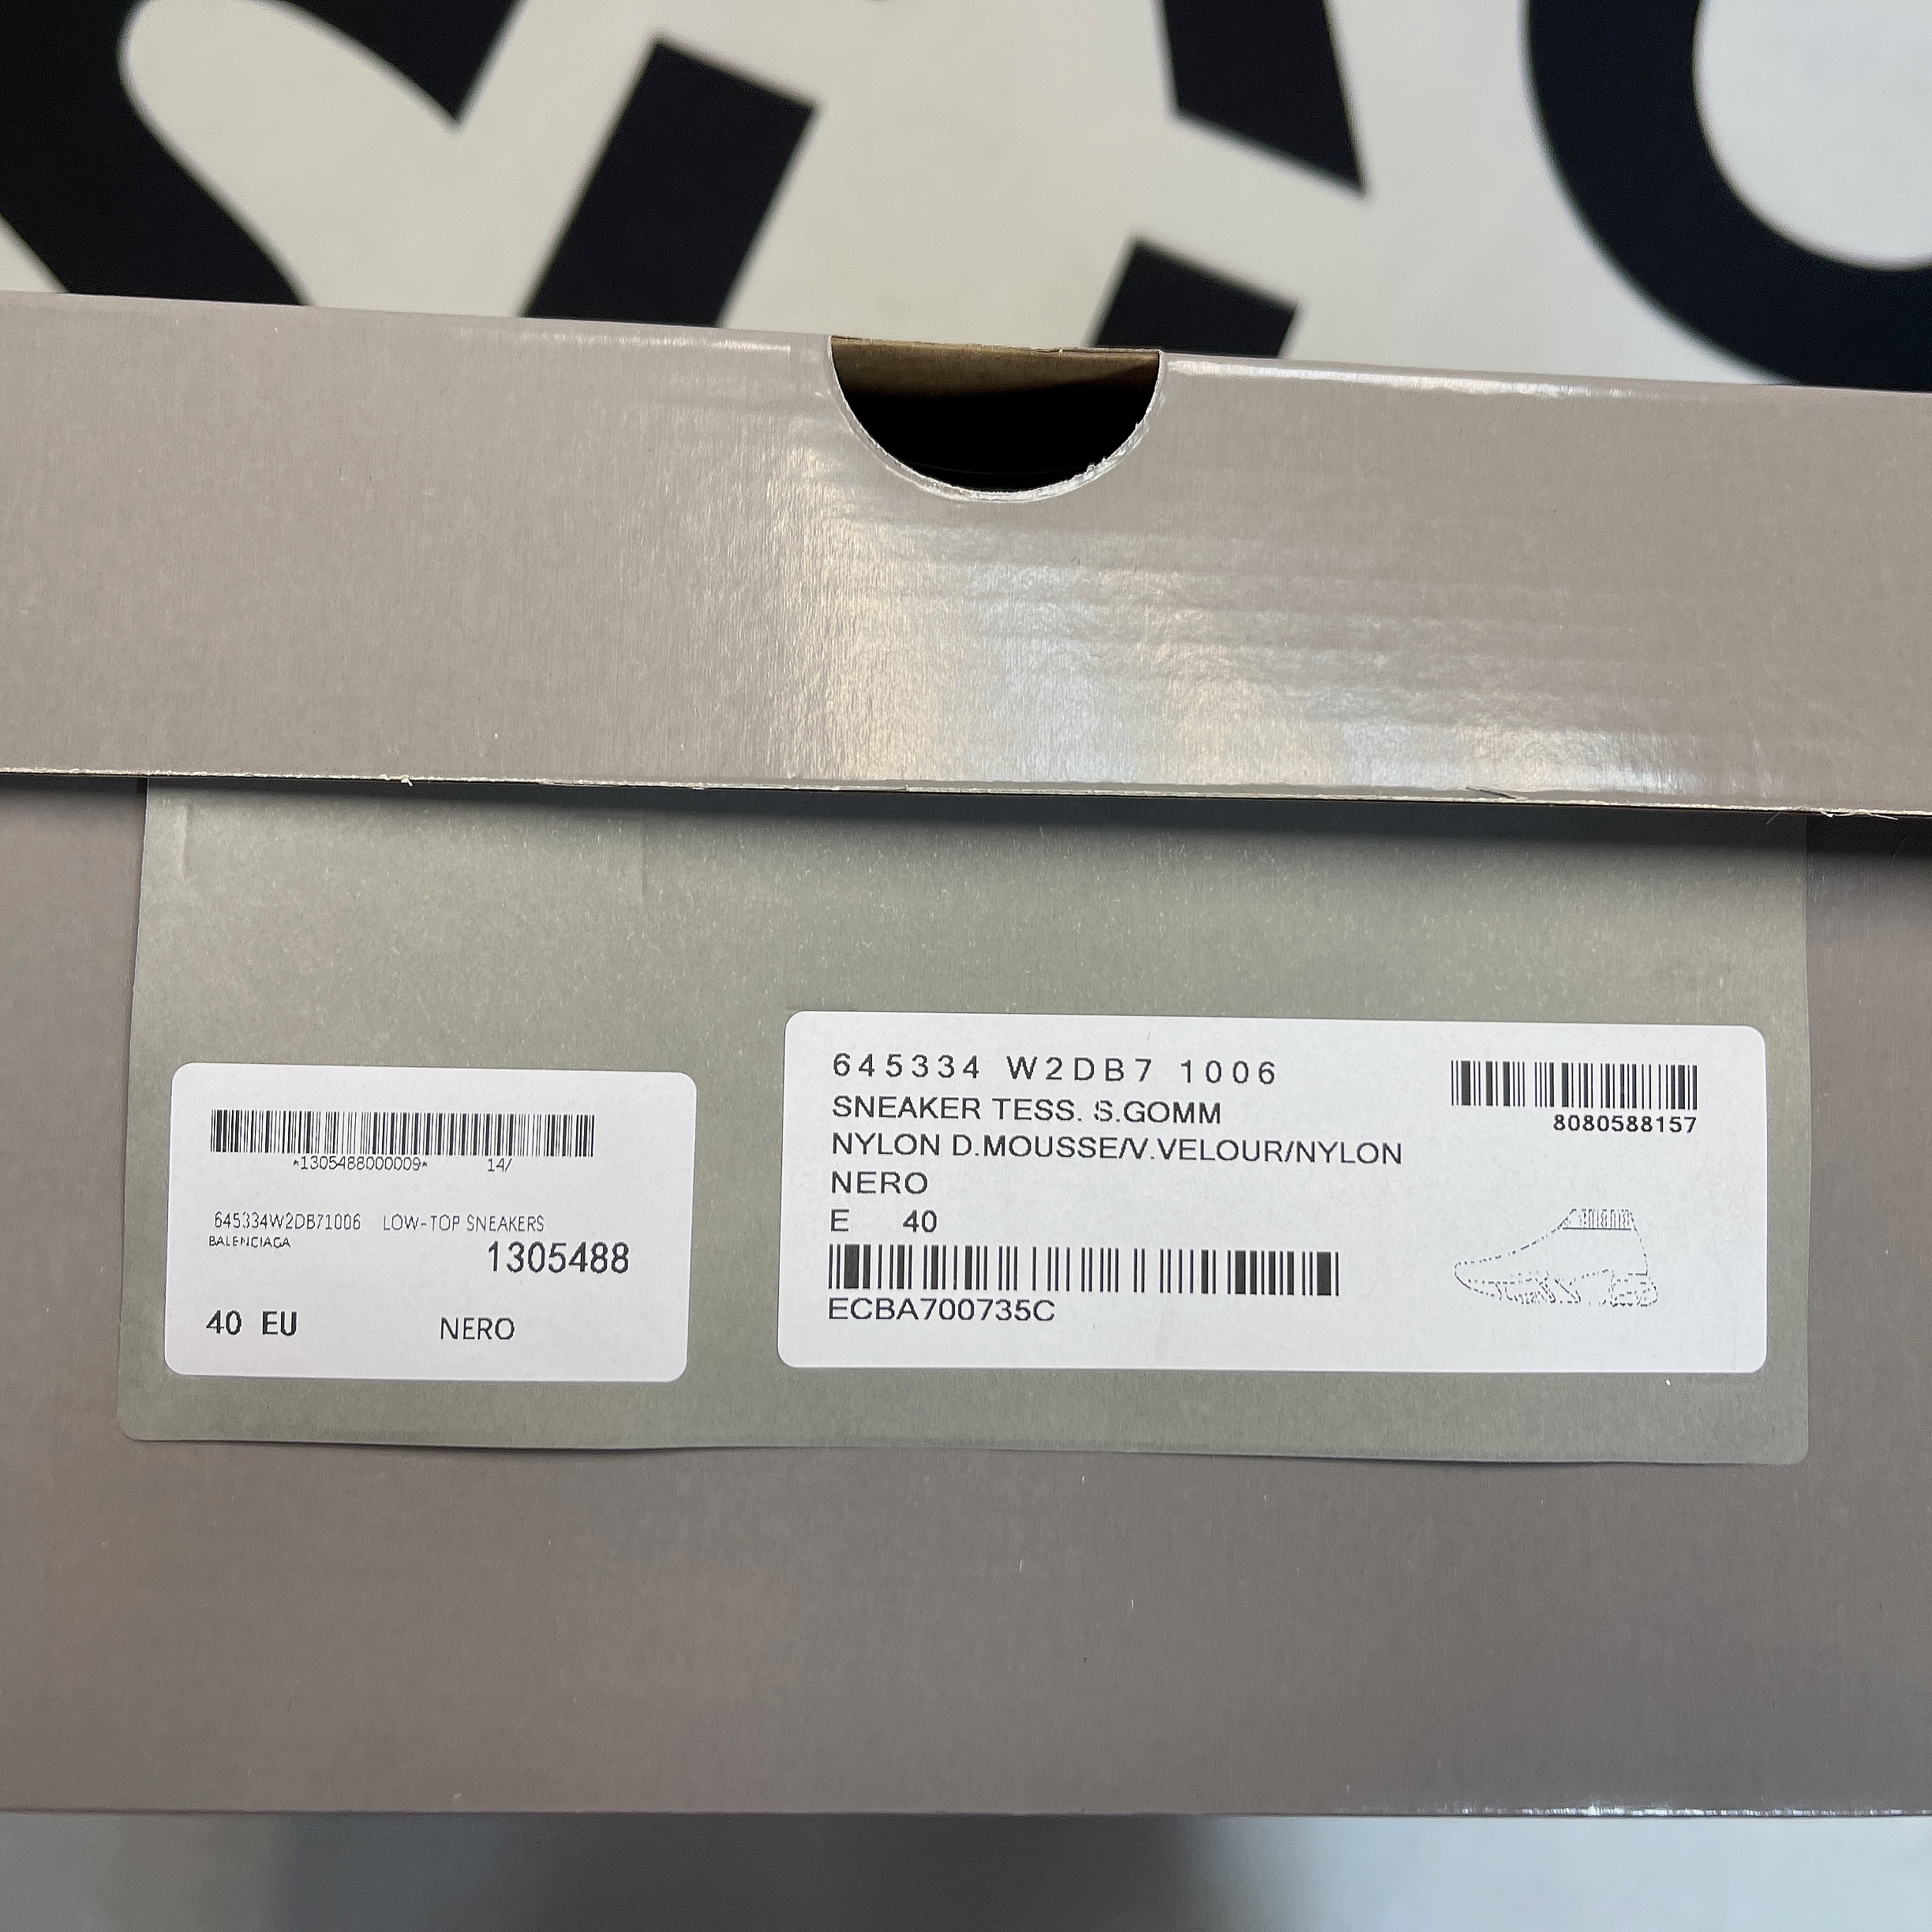 *1305488000009* 14/
645334W2DB71006 LOW-TOP SNEAKERS
BALENCIAGA
1305488
40 EU NERO
645334 W2DB7 1006
SNEAKER TESS. S.GOMM
NYLON D.MOUSSE/V.VELOUR/NYLON
NERO
E 40
ECBA700735C
8080588157